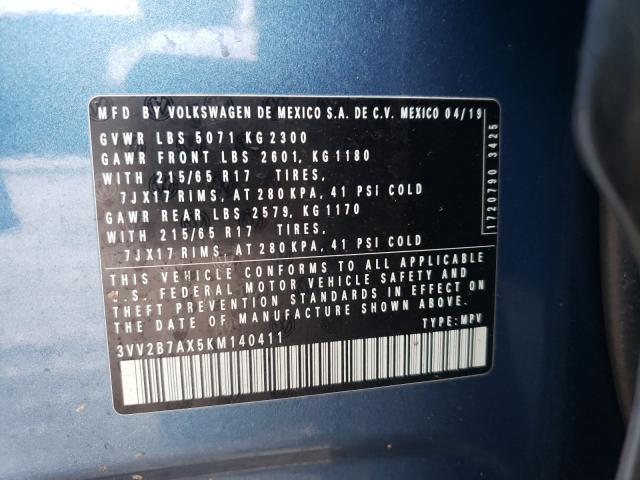 MFD BY VOLKSWAGEN DE MEXICO S.A. DE C.V. MEXICO 04/19
GVWR LBS 5071 KG 2300
GAWR FRONT LBS 2601, KG 1180
WITH 215/65 R17 TIRES,
7JX17 RIMS, AT 280 KPA, 41 PSI COLD
GAWR REAR LBS 2579, KG 1170
WITH 215/65 R17 TIRES,
7JX17 RIMS, AT 280 KPA, 41 PSI COLD
THIS VEHICLE CONFORMS TO ALL APPLICABLE
U.S. FEDERAL MOTOR VEHICLE SAFETY AND
THEFT PREVENTION STANDARDS IN EFFECT ON
THE DATE OF MANUFACTURE SHOWN ABOVE.
3VV2B7AX5KM140411 TYPE: MPV
1720790 3425